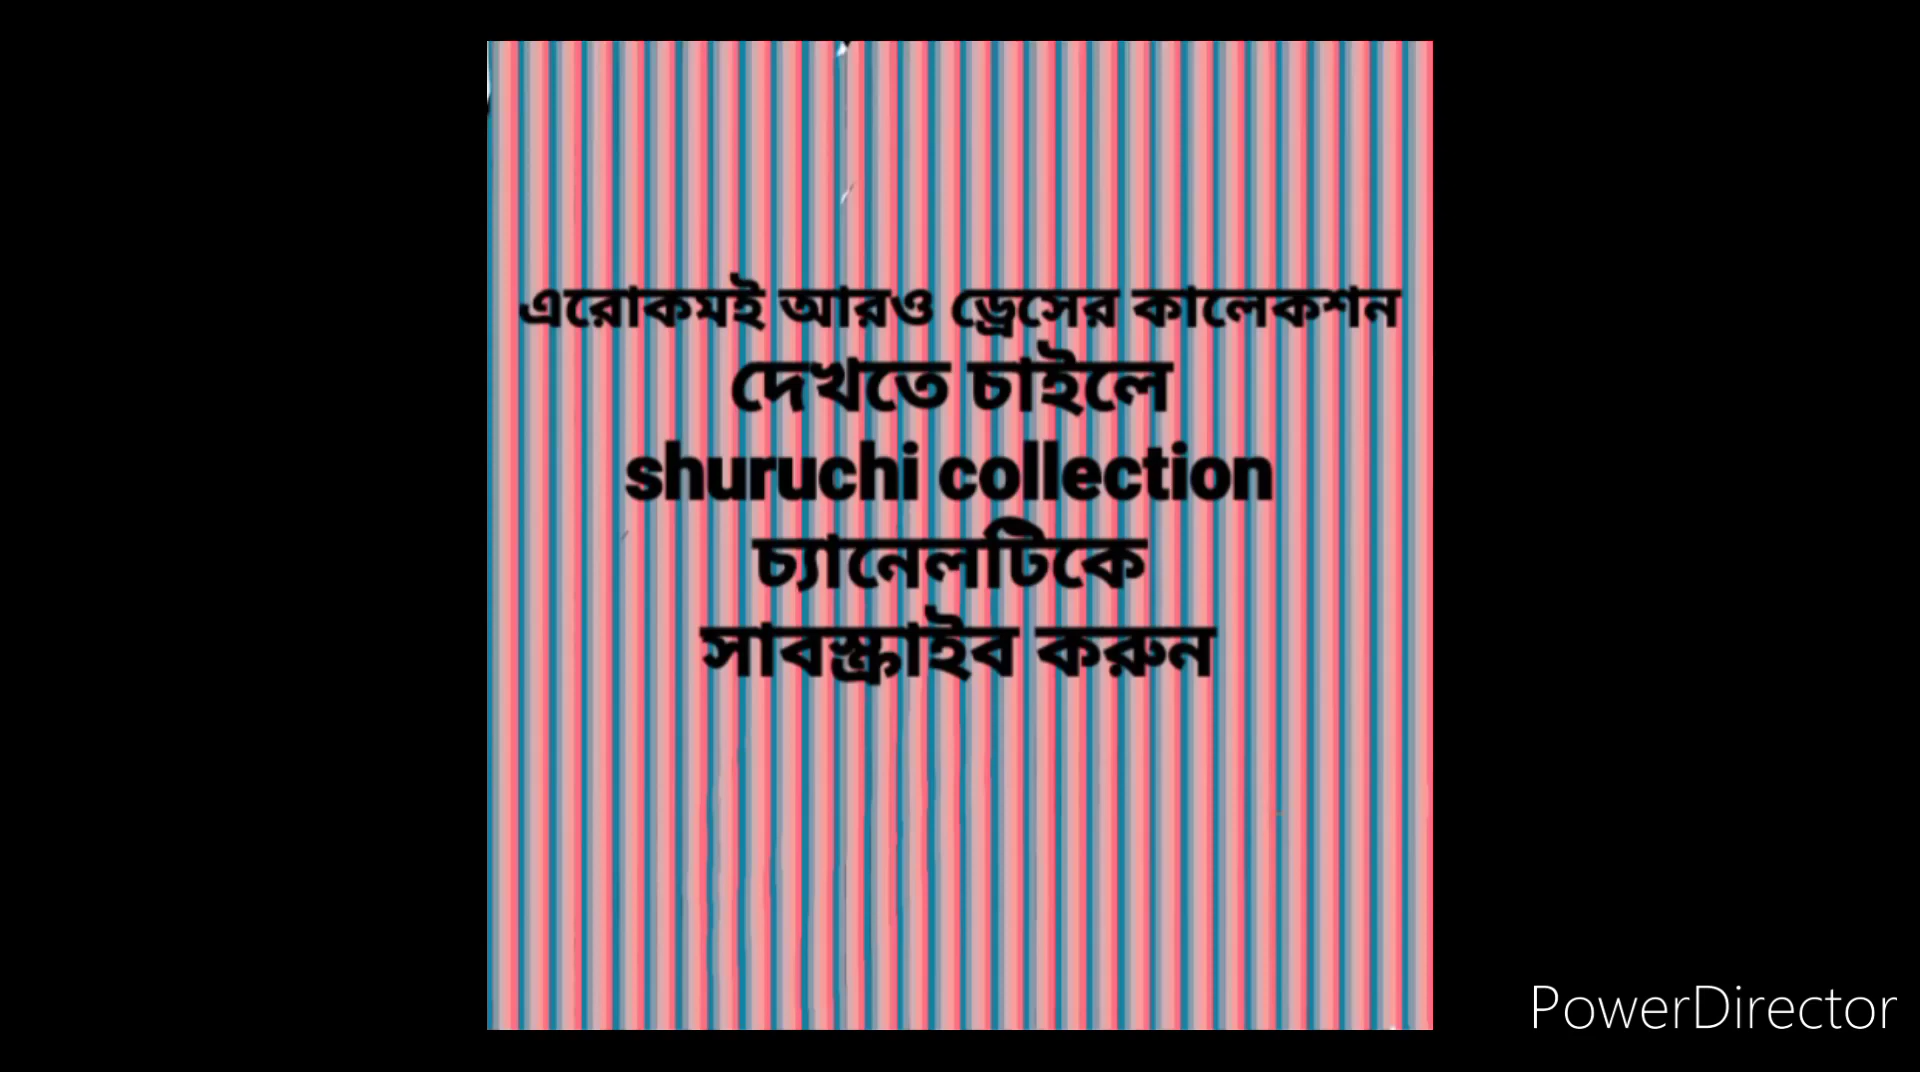 এরোকমই আরও ড্রেসের কালেকশন
দেখতে চাইলে
shuruchi collection
চ্যানেলটিকে
সাবস্ক্রাইব করুন
PowerDirector